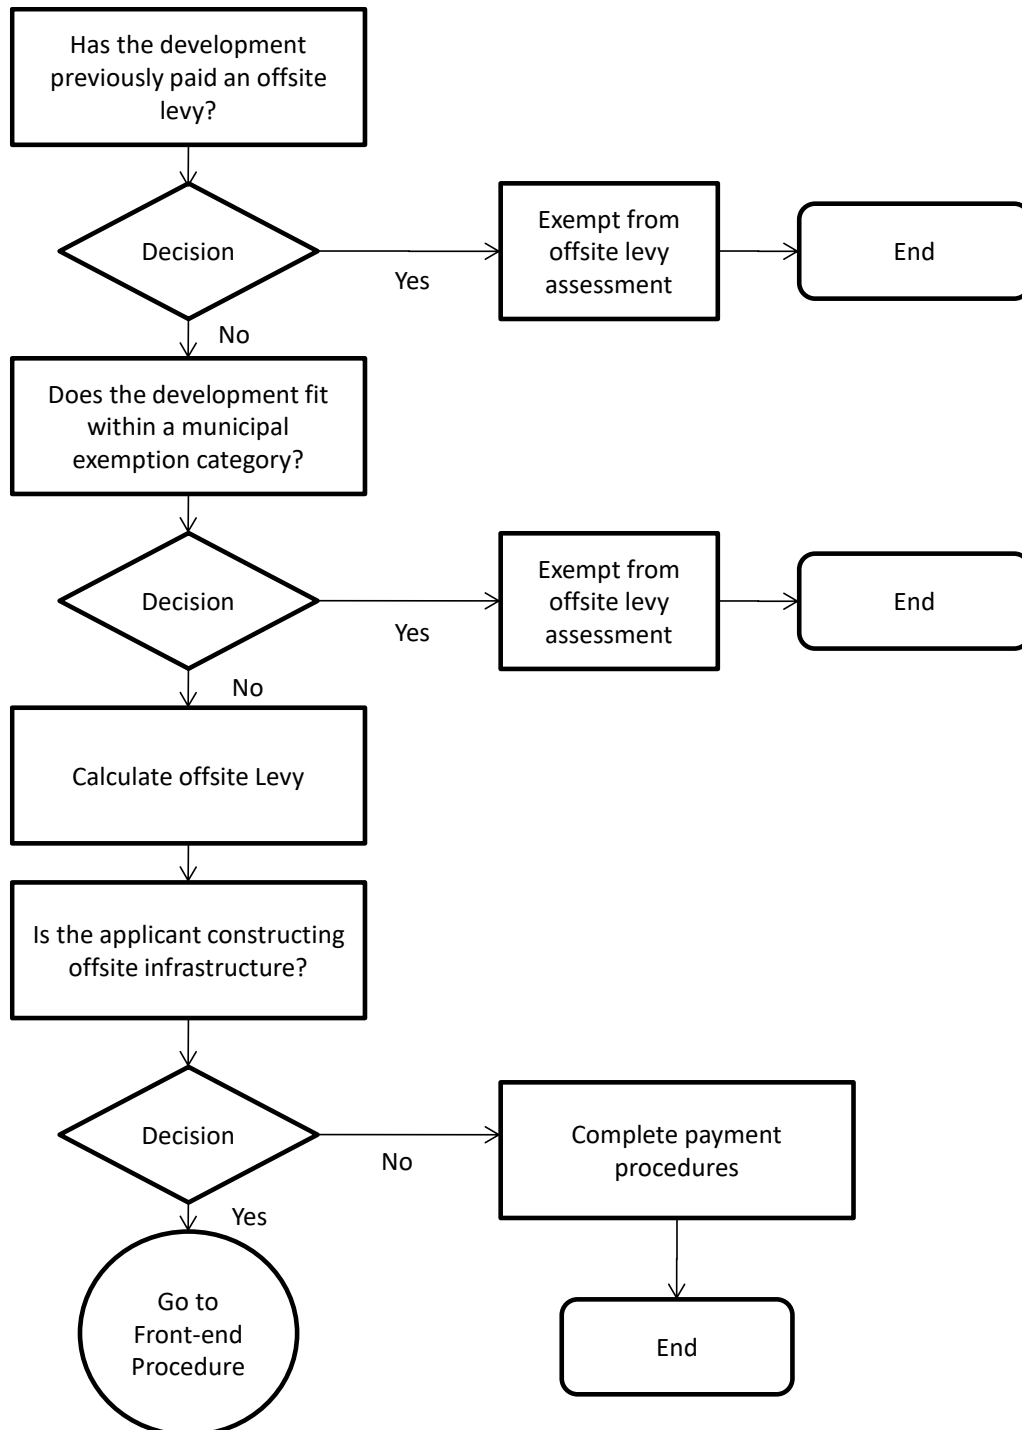 Has the development
previously paid an offsite
levy?
Decision
Yes
Exempt from
offsite levy
assessment
End
No
Does the development fit
within a municipal
exemption category?
Decision
Yes
Exempt from
offsite levy
assessment
End
No
Calculate offsite Levy
Is the applicant constructing
offsite infrastructure?
Decision
No
Complete payment
procedures
End
Yes
Go to
Front-end
Procedure